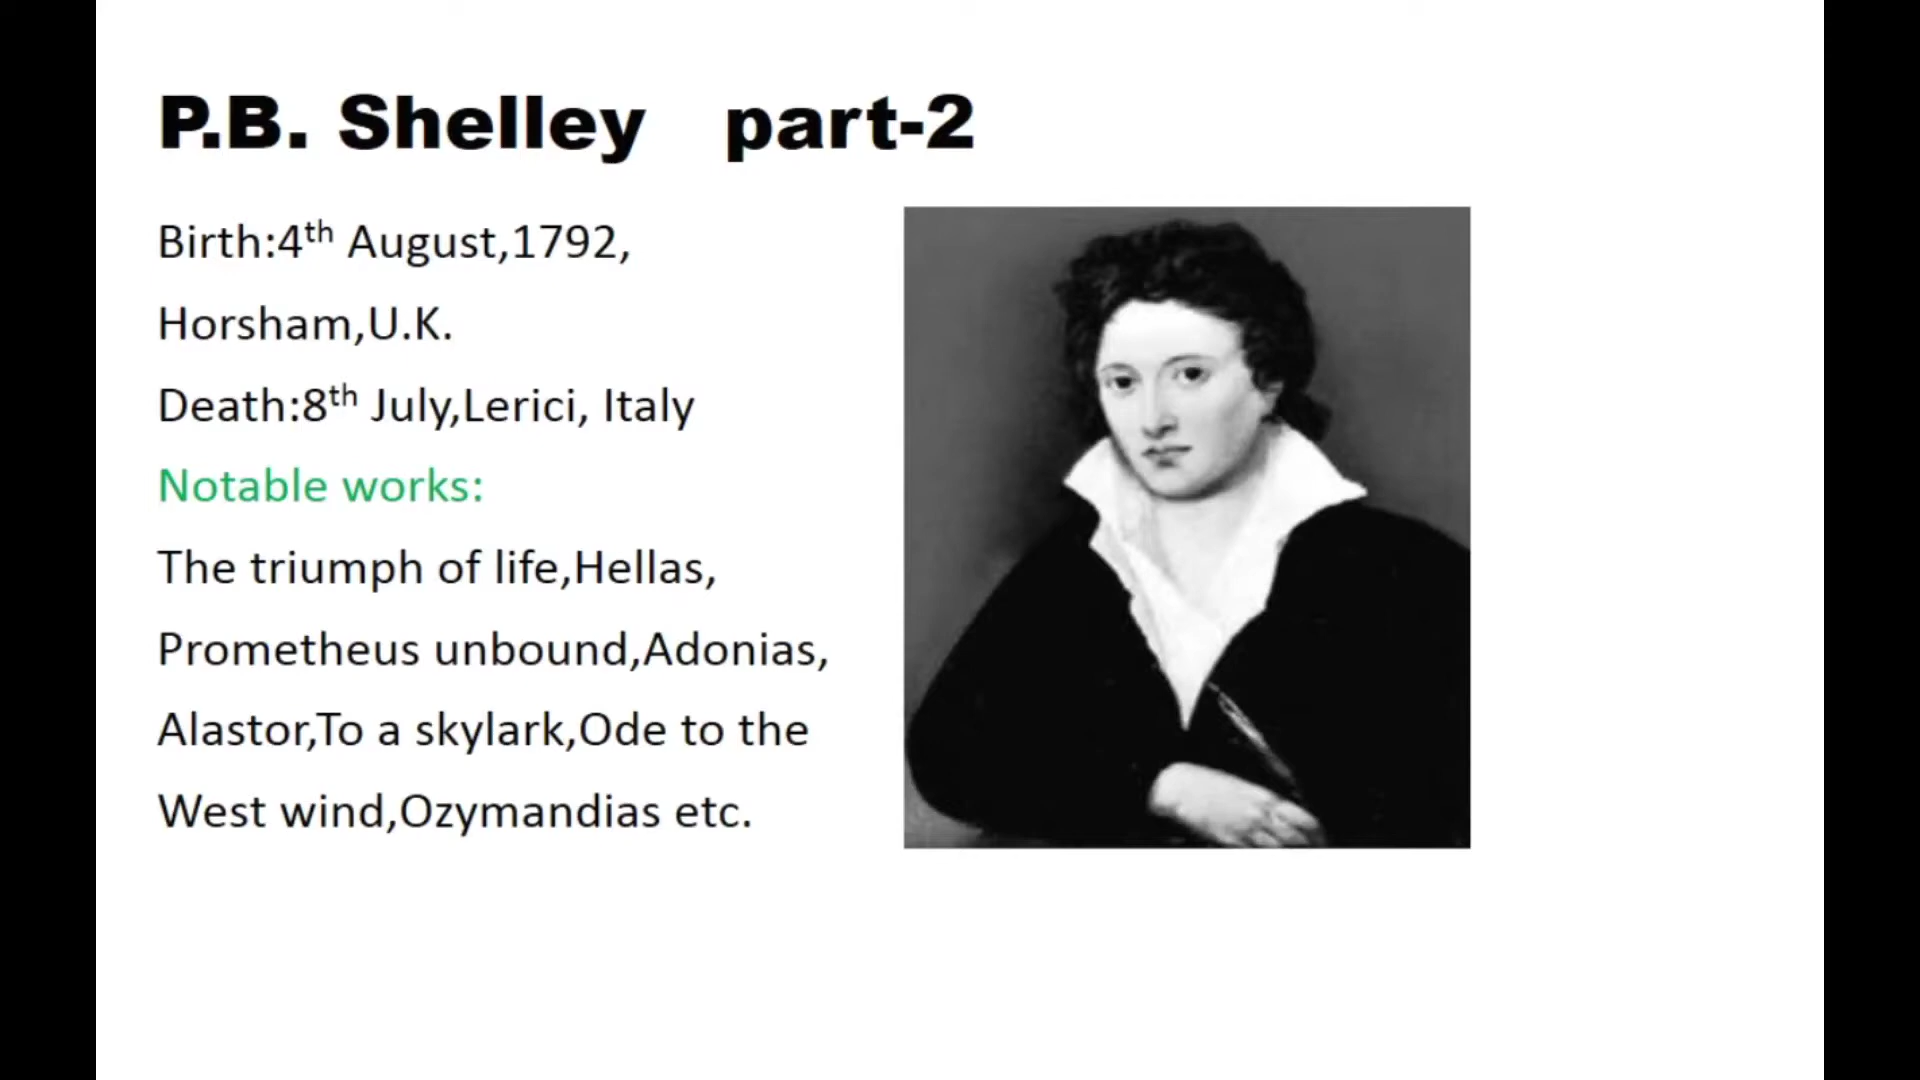 P.B. Shelley part-2
Birth:4th August,1792,
Horsham,U.K.
Death:8th July,Lerici, Italy
Notable works:
The triumph of life,Hellas,
Prometheus unbound,Adonias,
Alastor,To a skylark,Ode to the
West wind,Ozymandias etc.